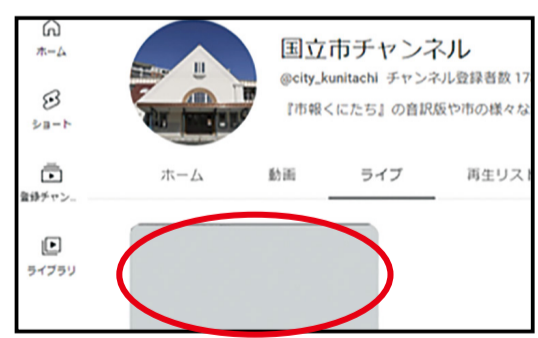 ホーム
ショート
登録チャン...
ライブラリ
国立市チャンネル
@city_kunitachi チャンネル登録者数 17
『市報くにたち』の音訳版や市の様々な
ホーム 動画 ライブ 再生リスト